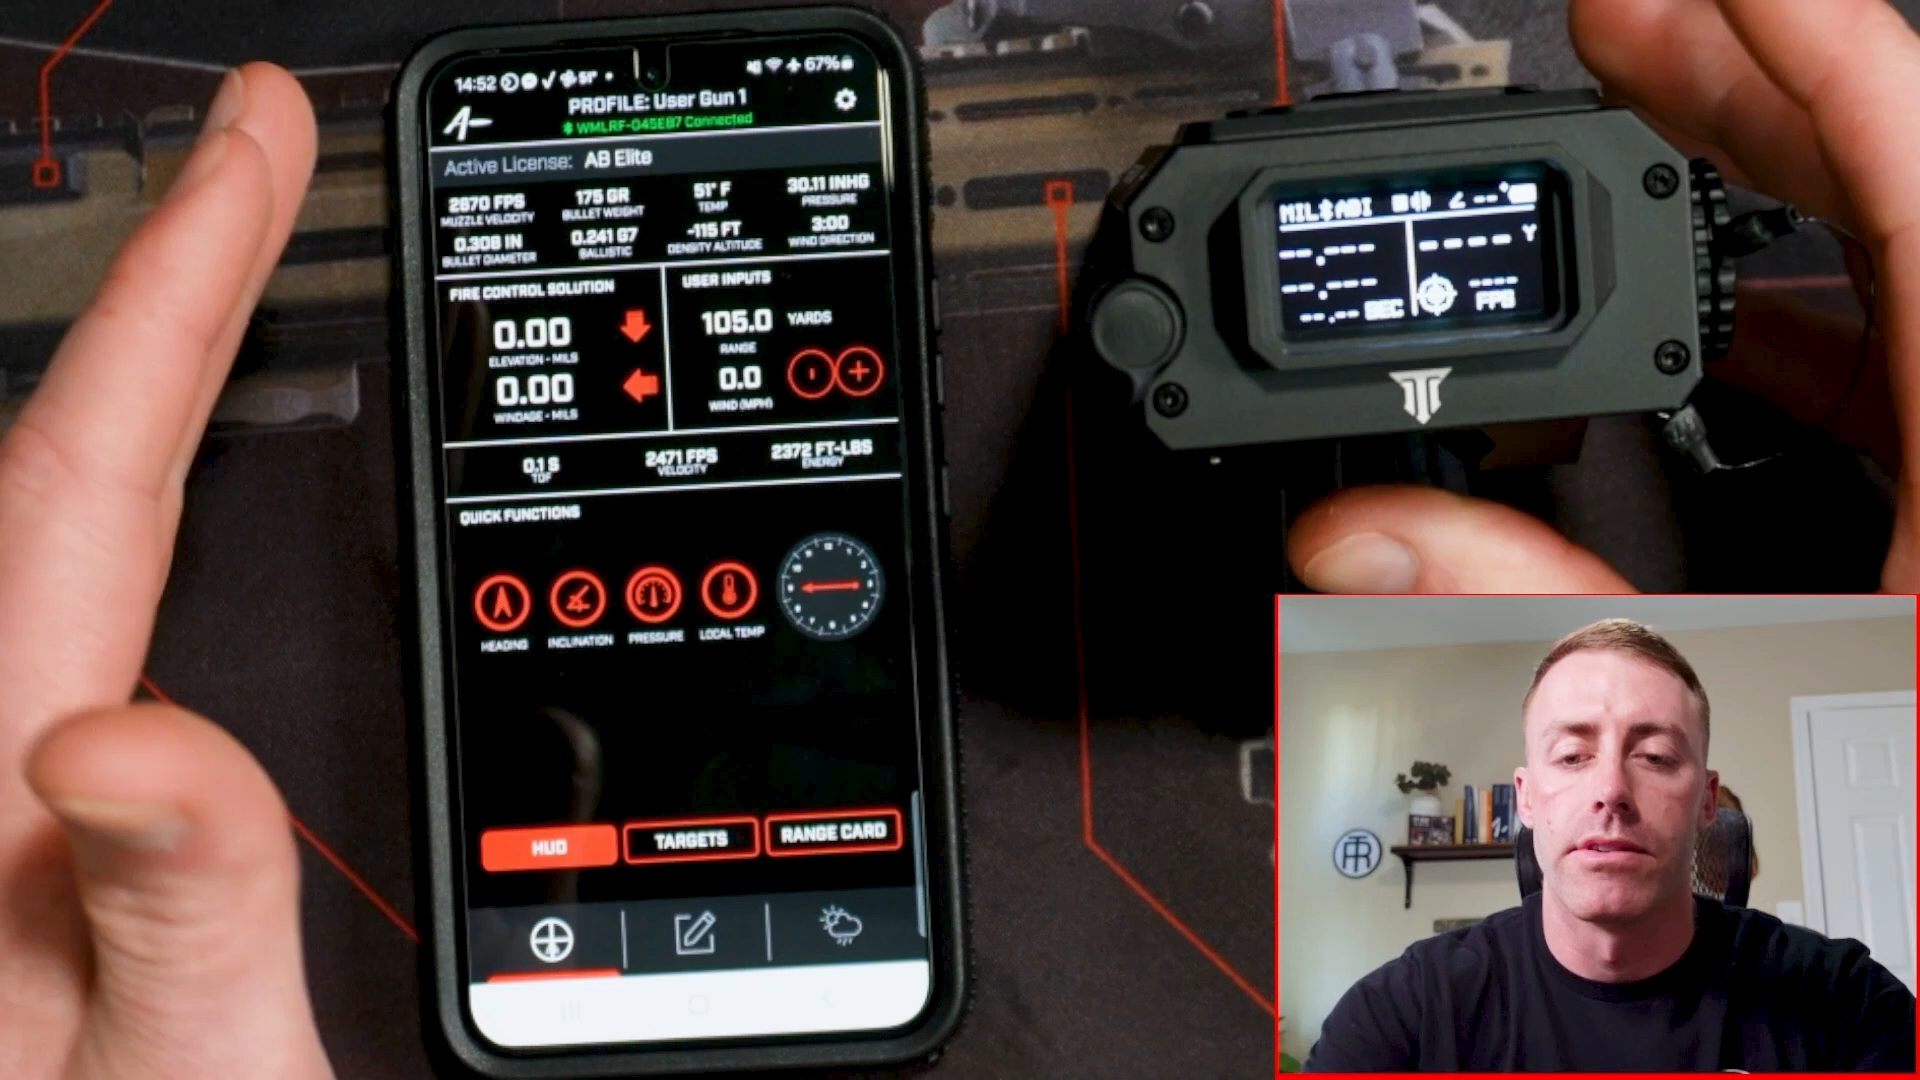 14:52
67%
PROFILE: User Gun 1
WMLRF-045E87 Connected
Active License: AB Elite
2670 FPS
MUZZLE VELOCITY
175 GR
BULLET WEIGHT
51° F
TEMP
30.11 INHG
PRESSURE
0.308 IN
BULLET DIAMETER
0.241 G7
BALLISTIC
-115 FT
DENSITY ALTITUDE
3:00
WIND DIRECTION
FIRE CONTROL SOLUTION
0.00
ELEVATION - MILS
0.00
WINDAGE - MILS
USER INPUTS
105.0 YARDS
RANGE
0.0
WIND (MPH)
0.1 S
TOF
2471 FPS
VELOCITY
2372 FT-LBS
ENERGY
QUICK FUNCTIONS
HEADING
INCLINATION
PRESSURE
LOCAL TEMP
HUD
TARGETS
RANGE CARD
MIL
ADI
Y
SEC
FPS